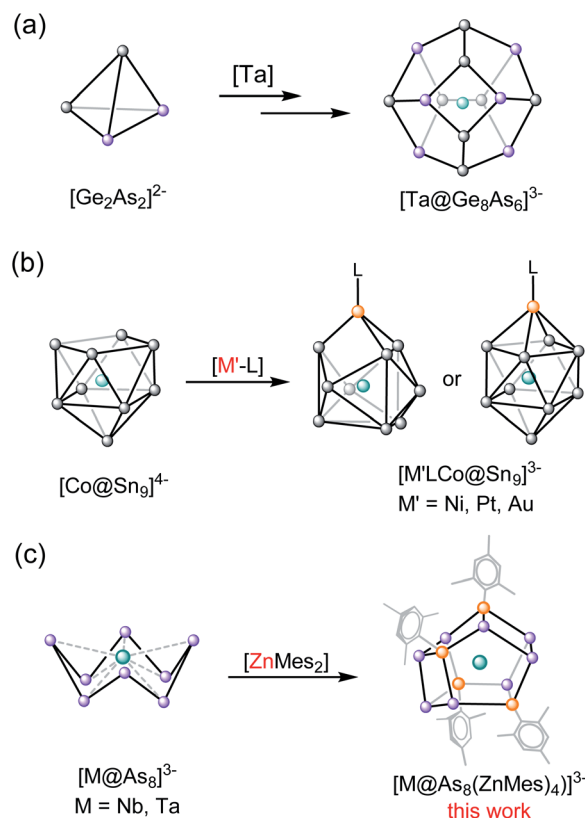 (a)
[Ta]
[Ge₂As₂]²⁻
[Ta@Ge₈As₆]³⁻
(b)
L
L
[M'-L]
or
[Co@Sn₉]⁴⁻
[M'LCo@Sn₉]³⁻
M' = Ni, Pt, Au
(c)
[ZnMes₂]
[M@As₈]³⁻
M = Nb, Ta
[M@As₈(ZnMes)₄)]³⁻
this work